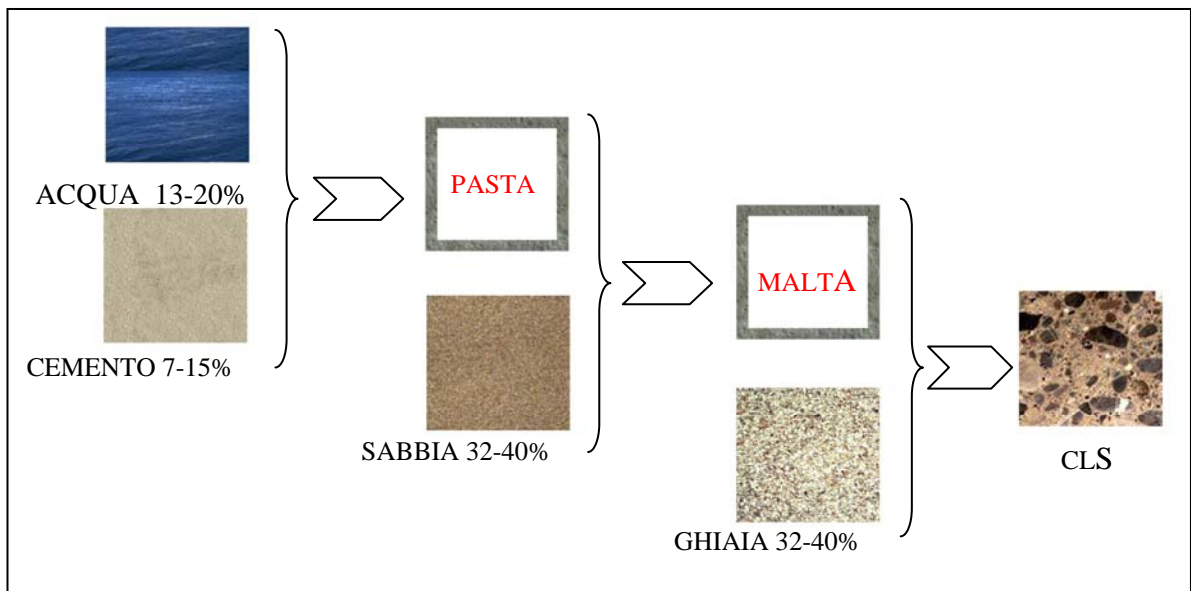 ACQUA 13-20%
CEMENTO 7-15%
PASTA
SABBIA 32-40%
MALTA
GHIAIA 32-40%
CLS